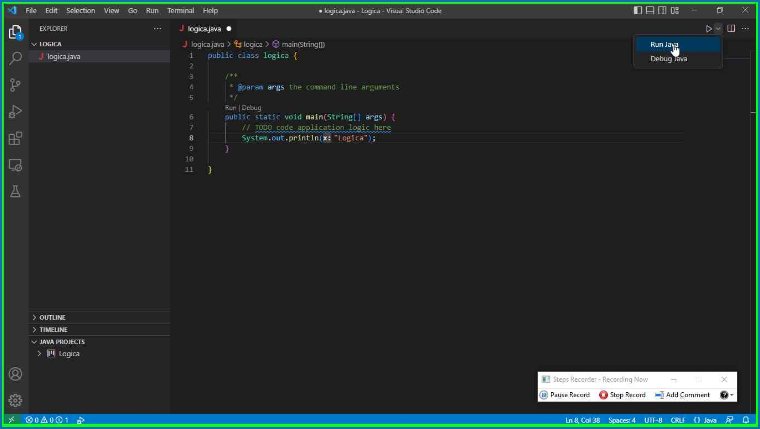 File Edit Selection View Go Run Terminal Help
● logica.java - Logica - Visual Studio Code
EXPLORER
LOGICA
J logica.java
1
J logica.java ●
J logica.java > logica > main(String[])
1 public class logica {
2
3 /**
4 * @param args the command line arguments
5 */
Run | Debug
6 public static void main(String[] args) {
7 // TODO code application logic here
8 System.out.println(x: "Logica");
9 }
10
11 }
Run Java
Debug Java
OUTLINE
TIMELINE
JAVA PROJECTS
Logica
Steps Recorder - Recording Now
Pause Record Stop Record Add Comment
0 0 1
Ln 8, Col 38 Spaces: 4 UTF-8 CRLF {} Java